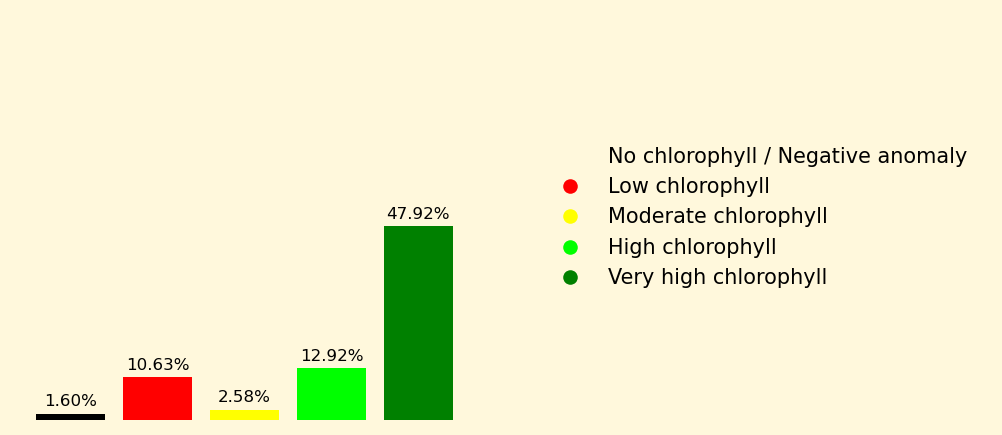 47.92%
12.92%
10.63%
2.58%
1.60%
No chlorophyll / Negative anomaly
Low chlorophyll
Moderate chlorophyll
High chlorophyll
Very high chlorophyll